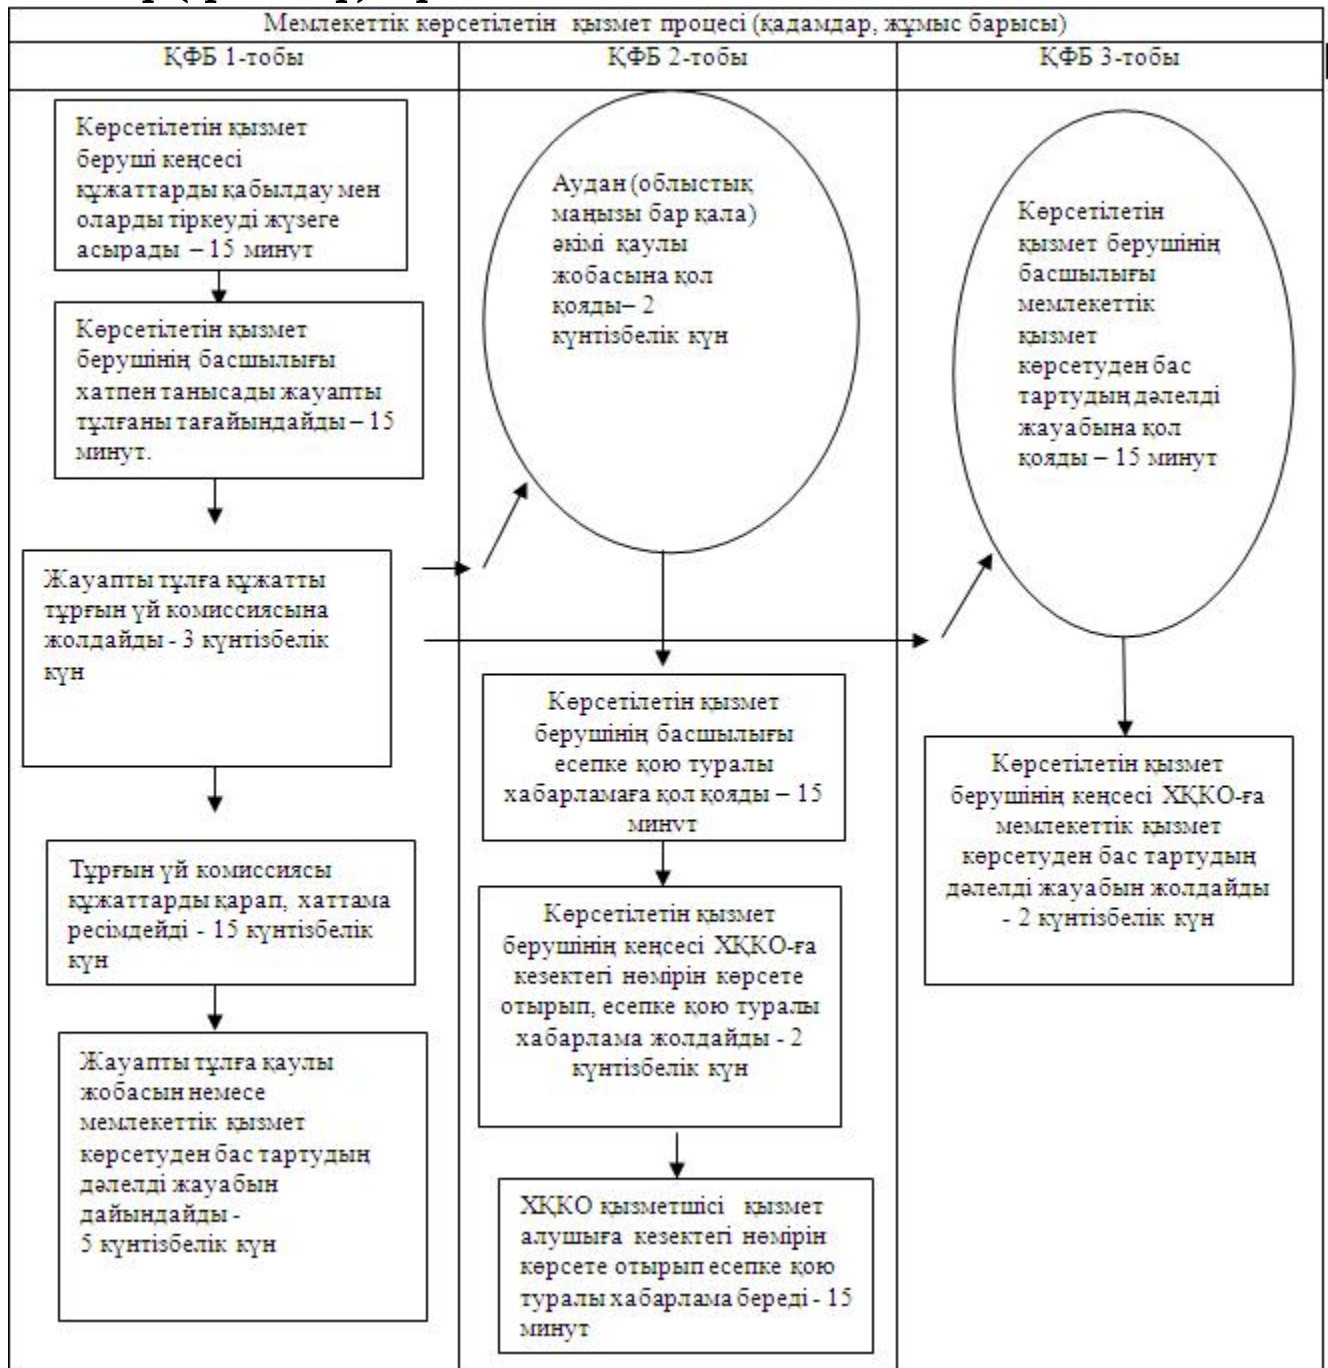 Мемлекеттік көрсетілетін қызмет процесі (қадамдар, жұмыс барысы)
ҚФБ 1-тобы
ҚФБ 2-тобы
ҚФБ 3-тобы
Көрсетілетін қызмет
беруші кеңсесі
құжаттарды қабылдау мен
оларды тіркеуді жүзеге
асырады – 15 минут
Көрсетілетін қызмет
берушінің басшылығы
хатпен танысады жауапты
тұлғаны тағайындайды – 15
минут.
Жауапты тұлға құжатты
тұрғын үй комиссиясына
жолдайды - 3 күнтізбелік
күн
Тұрғын үй комиссиясы
құжаттарды қарап, хаттама
ресімдейді - 15 күнтізбелік
күн
Жауапты тұлға қаулы
жобасын немесе
мемлекеттік қызмет
көрсетуден бас тартудың
дәлелді жауабын
дайындайды -
5 күнтізбелік күн
Аудан (облыстық
маңызы бар қала)
әкімі қаулы
жобасына қол
қояды– 2
күнтізбелік күн
Көрсетілетін қызмет
берушінің басшылығы
есепке қою туралы
хабарламаға қол қояды – 15
минут
Көрсетілетін қызмет
берушінің кеңсесі ХҚКО-ға
кезектегі нөмірін көрсете
отырып, есепке қою туралы
хабарлама жолдайды - 2
күнтізбелік күн
ХҚКО қызметшісі қызмет
алушыға кезектегі нөмірін
көрсете отырып есепке қою
туралы хабарлама береді - 15
минут
Көрсетілетін
қызмет берушінің
басшылығы
мемлекеттік
қызмет
көрсетуден бас
тартудың дәлелді
жауабына қол
қояды – 15 минут
Көрсетілетін қызмет
берушінің кеңсесі ХҚКО-ға
мемлекеттік қызмет
көрсетуден бас тартудың
дәлелді жауабын жолдайды
- 2 күнтізбелік күн